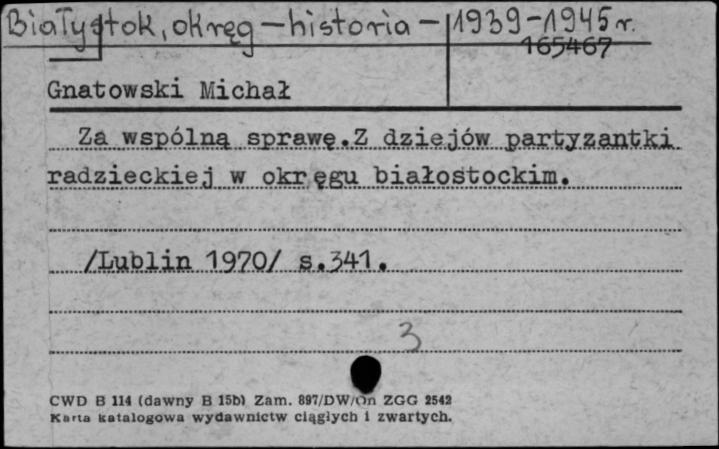 Białystok, okręg – historia – 1939-1945 r.
165467
Gnatowski Michał
Za wspólną sprawę.Z dziejów partyzantki
radzieckiej w okręgu białostockim.
/Lublin 1970/ s.341.
3
CWD B 114 (dawny B 15b) Zam. 897/DW/On ZGG 2542
Karta katalogowa wydawnictw ciągłych i zwartych.